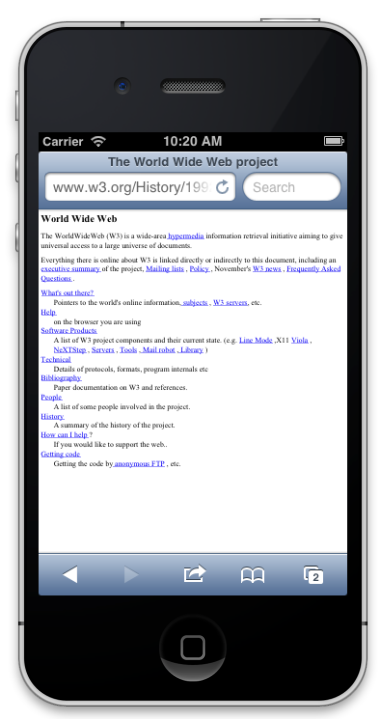 Carrier 10:20 AM
The World Wide Web project
www.w3.org/History/199 Search
World Wide Web
The WorldWideWeb (W3) is a wide-area hypermedia information retrieval initiative aiming to give
universal access to a large universe of documents.
Everything there is online about W3 is linked directly or indirectly to this document, including an
executive summary of the project, Mailing lists , Policy , November's W3 news , Frequently Asked
Questions .
What's out there?
Pointers to the world's online information, subjects , W3 servers, etc.
Help
on the browser you are using
Software Products
A list of W3 project components and their current state. (e.g. Line Mode ,X11 Viola ,
NeXTStep , Servers , Tools , Mail robot , Library )
Technical
Details of protocols, formats, program internals etc
Bibliography
Paper documentation on W3 and references.
People
A list of some people involved in the project.
History
A summary of the history of the project.
How can I help ?
If you would like to support the web..
Getting code
Getting the code by anonymous FTP , etc.
2